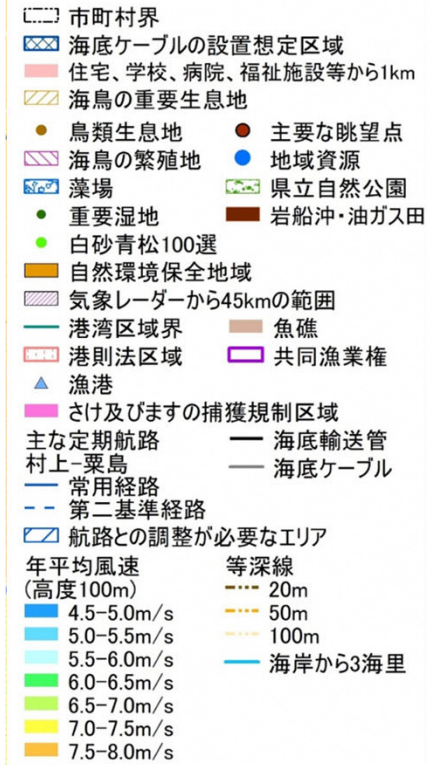 市町村界
海底ケーブルの設置想定区域
住宅、学校、病院、福祉施設等から1km
海鳥の重要生息地
鳥類生息地 主要な眺望点
海鳥の繁殖地 地域資源
藻場 県立自然公園
重要湿地 岩船沖・油ガス田
白砂青松100選
自然環境保全地域
気象レーダーから45kmの範囲
港湾区域界 魚礁
港則法区域 共同漁業権
漁港
さけ及びますの捕獲規制区域
主な定期航路 海底輸送管
村上-粟島 海底ケーブル
常用経路
第二基準経路
航路との調整が必要なエリア
年平均風速 等深線
(高度100m) 20m
4.5-5.0m/s 50m
5.0-5.5m/s 100m
5.5-6.0m/s 海岸から3海里
6.0-6.5m/s
6.5-7.0m/s
7.0-7.5m/s
7.5-8.0m/s